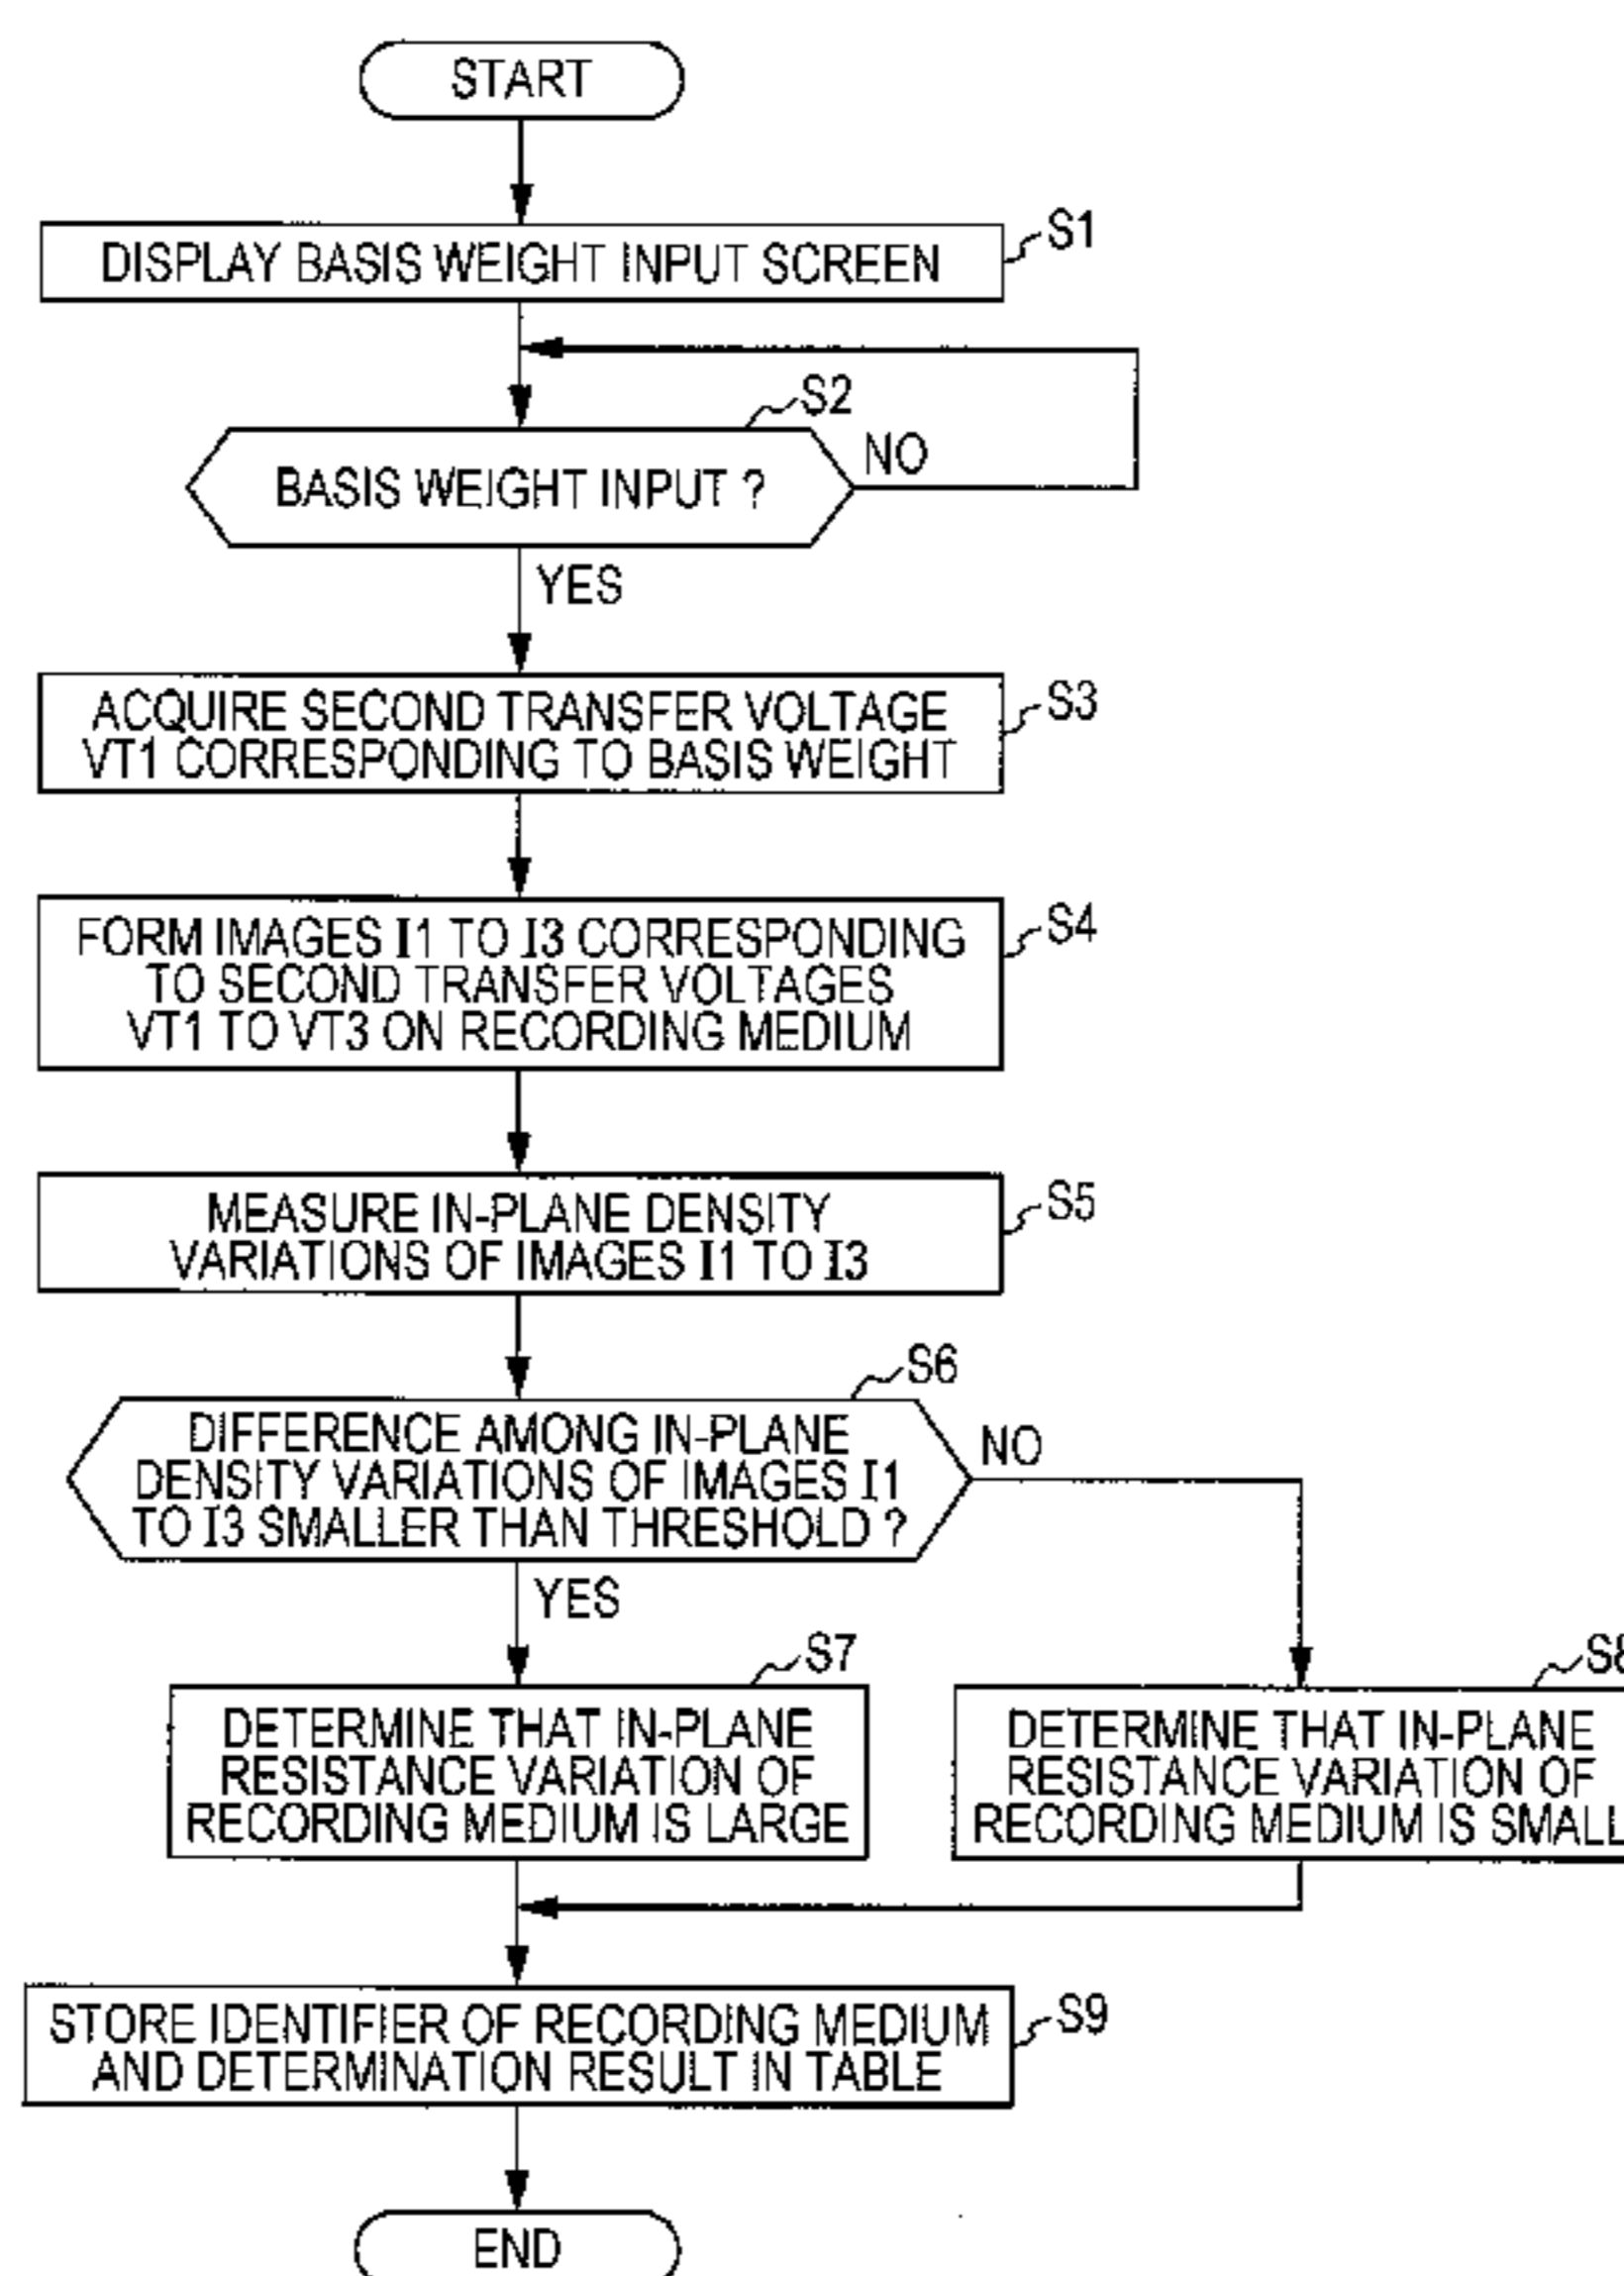 START
DISPLAY BASIS WEIGHT INPUT SCREEN
S1
S2
BASIS WEIGHT INPUT ?
NO
YES
ACQUIRE SECOND TRANSFER VOLTAGE
VT1 CORRESPONDING TO BASIS WEIGHT
S3
FORM IMAGES I1 TO I3 CORRESPONDING
TO SECOND TRANSFER VOLTAGES
VT1 TO VT3 ON RECORDING MEDIUM
S4
MEASURE IN-PLANE DENSITY
VARIATIONS OF IMAGES I1 TO I3
S5
S6
DIFFERENCE AMONG IN-PLANE
DENSITY VARIATIONS OF IMAGES I1
TO I3 SMALLER THAN THRESHOLD ?
NO
YES
S7
DETERMINE THAT IN-PLANE
RESISTANCE VARIATION OF
RECORDING MEDIUM IS LARGE
S8
DETERMINE THAT IN-PLANE
RESISTANCE VARIATION OF
RECORDING MEDIUM IS SMALL
STORE IDENTIFIER OF RECORDING MEDIUM
AND DETERMINATION RESULT IN TABLE
S9
END